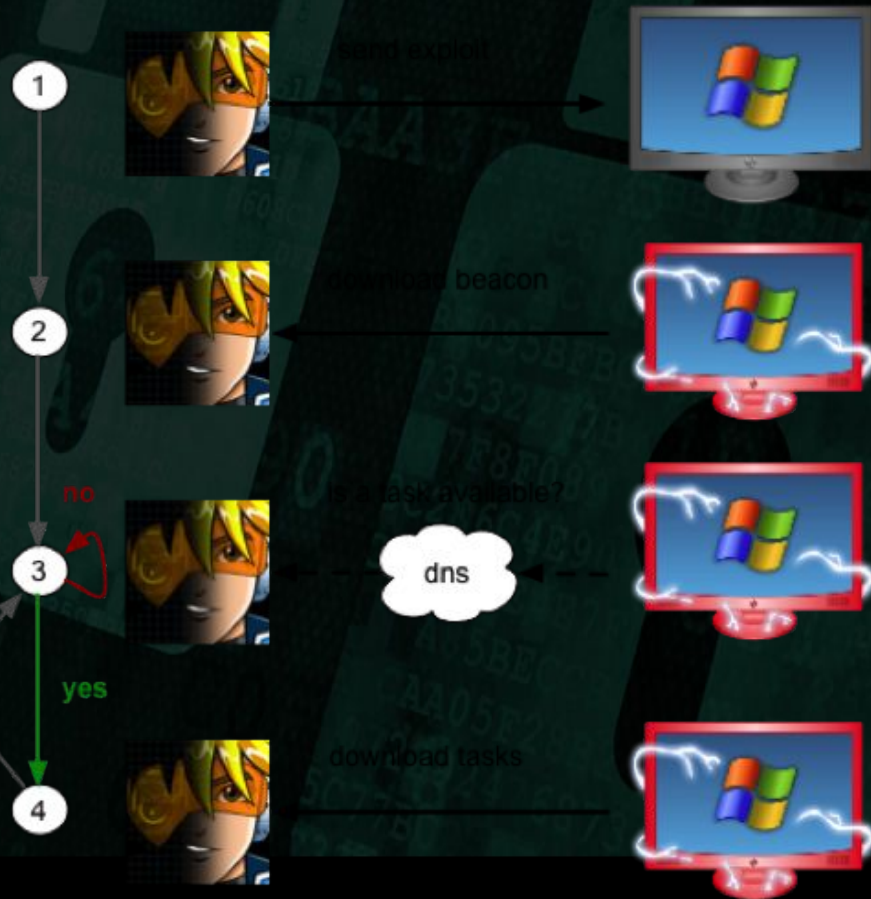 1
send exploit
2
download beacon
no
is a task available?
3
dns
yes
download tasks
4